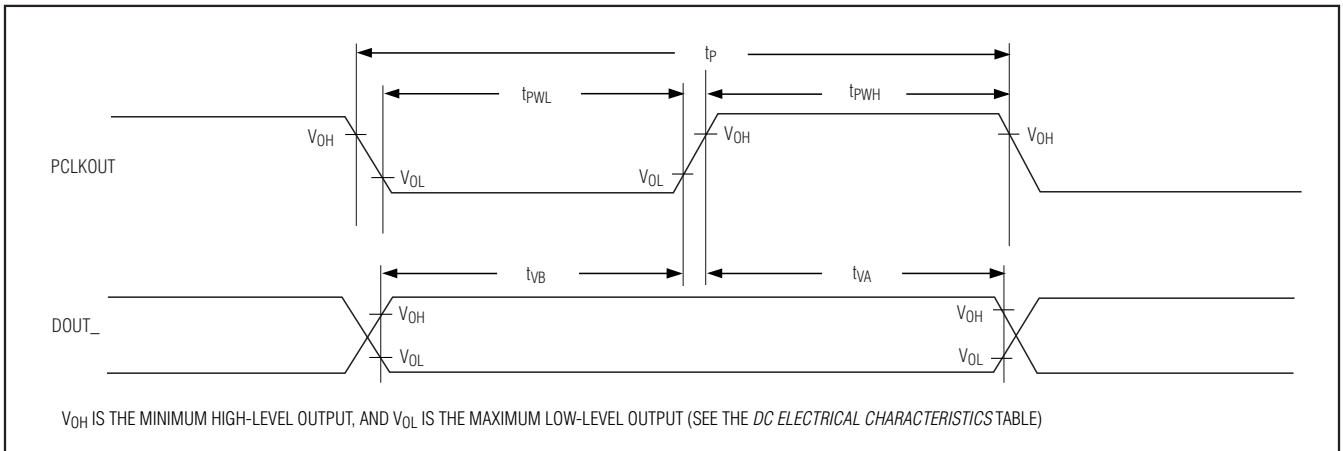 tP
tPWL
tPWH
VOH
VOH
VOH
PCLKOUT
VOL
VOL
tVB
tVA
VOH
VOH
DOUT_
VOL
VOL
VOH IS THE MINIMUM HIGH-LEVEL OUTPUT, AND VOL IS THE MAXIMUM LOW-LEVEL OUTPUT (SEE THE DC ELECTRICAL CHARACTERISTICS TABLE)